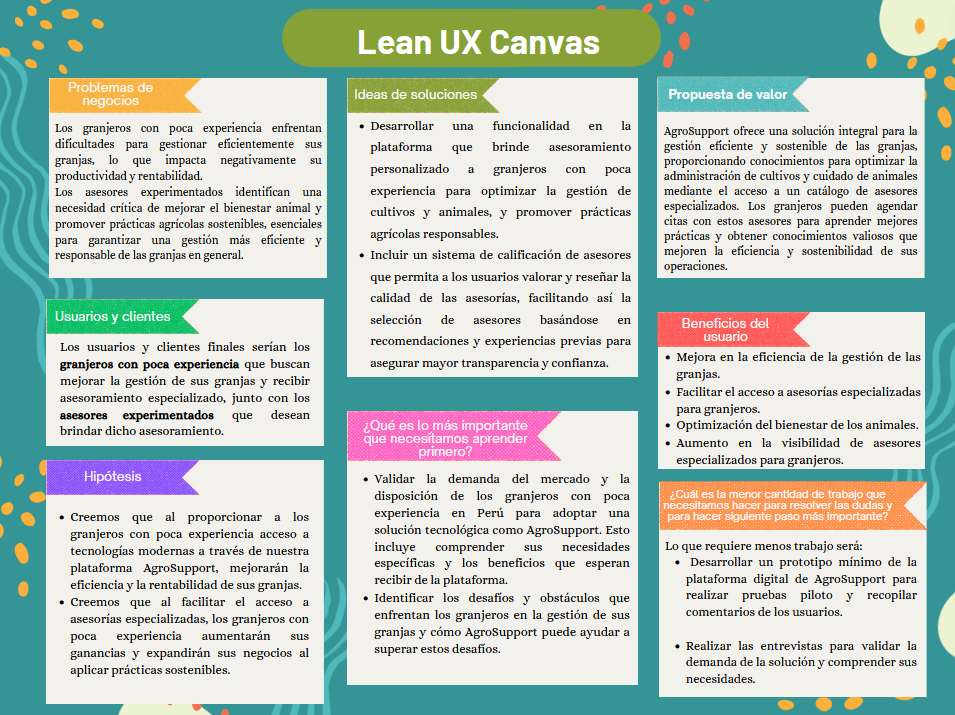 Lean UX Canvas
Problemas de
negocios
Los granjeros con poca experiencia enfrentan
dificultades para gestionar eficientemente sus
granjas, lo que impacta negativamente su
productividad y rentabilidad.
Los asesores experimentados identifican una
necesidad crítica de mejorar el bienestar animal y
promover prácticas agrícolas sostenibles, esenciales
para garantizar una gestión más eficiente y
responsable de las granjas en general.
Usuarios y clientes
Los usuarios y clientes finales serían los
granjeros con poca experiencia que buscan
mejorar la gestión de sus granjas y recibir
asesoramiento especializado, junto con los
asesores experimentados que desean
brindar dicho asesoramiento.
Hipótesis
• Creemos que al proporcionar a los
granjeros con poca experiencia acceso a
tecnologías modernas a través de nuestra
plataforma AgroSupport, mejorarán la
eficiencia y la rentabilidad de sus granjas.
• Creemos que al facilitar el acceso a
asesorías especializadas, los granjeros con
poca experiencia aumentarán sus
ganancias y expandirán sus negocios al
aplicar prácticas sostenibles.
Ideas de soluciones
• Desarrollar una funcionalidad en la
plataforma que brinde asesoramiento
personalizado a granjeros con poca
experiencia para optimizar la gestión de
cultivos y animales, y promover prácticas
agrícolas responsables.
• Incluir un sistema de calificación de asesores
que permita a los usuarios valorar y reseñar la
calidad de las asesorías, facilitando así la
selección de asesores basándose en
recomendaciones y experiencias previas para
asegurar mayor transparencia y confianza.
¿Qué es lo más importante
que necesitamos aprender
primero?
• Validar la demanda del mercado y la
disposición de los granjeros con poca
experiencia en Perú para adoptar una
solución tecnológica como AgroSupport. Esto
incluye comprender sus necesidades
específicas y los beneficios que esperan
recibir de la plataforma.
• Identificar los desafíos y obstáculos que
enfrentan los granjeros en la gestión de sus
granjas y cómo AgroSupport puede ayudar a
superar estos desafíos.
Propuesta de valor
AgroSupport ofrece una solución integral para la
gestión eficiente y sostenible de las granjas,
proporcionando conocimientos para optimizar la
administración de cultivos y cuidado de animales
mediante el acceso a un catálogo de asesores
especializados. Los granjeros pueden agendar
citas con estos asesores para aprender mejores
prácticas y obtener conocimientos valiosos que
mejoren la eficiencia y sostenibilidad de sus
operaciones.
Beneficios del
usuario
• Mejora en la eficiencia de la gestión de las
granjas.
• Facilitar el acceso a asesorías especializadas
para granjeros.
• Optimización del bienestar de los animales.
• Aumento en la visibilidad de asesores
especializados para granjeros.
¿Cuál es la menor cantidad de trabajo que
necesitamos hacer para resolver las dudas y
para hacer siguiente paso más importante?
Lo que requiere menos trabajo será:
• Desarrollar un prototipo mínimo de la
plataforma digital de AgroSupport para
realizar pruebas piloto y recopilar
comentarios de los usuarios.
• Realizar las entrevistas para validar la
demanda de la solución y comprender sus
necesidades.